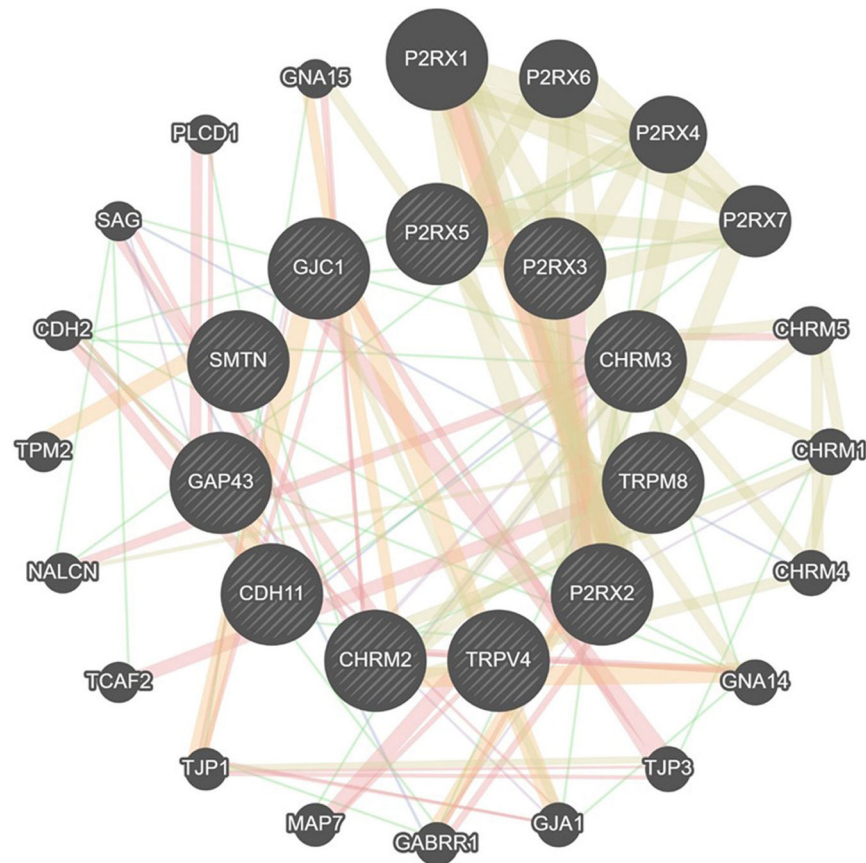 P2RX1
P2RX6
GNA15
P2RX4
PLCD1
P2RX7
SAG
P2RX5
GJC1
P2RX3
CDH2
CHRM5
SMTN
CHRM3
TPM2
CHRM1
GAP43
TRPM8
NALCN
CHRM4
CDH11
P2RX2
CHRM2
TRPV4
TCAF2
GNA14
TJP1
TJP3
MAP7
GJA1
GABRR1